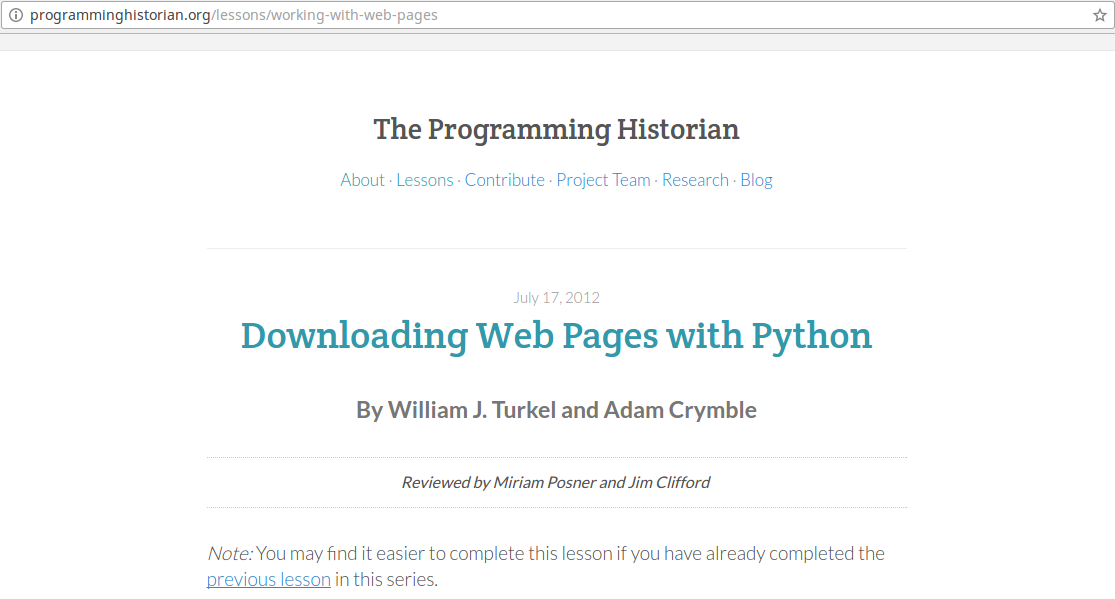 programminghistorian.org/lessons/working-with-web-pages
The Programming Historian
About · Lessons · Contribute · Project Team · Research · Blog
July 17, 2012
Downloading Web Pages with Python
By William J. Turkel and Adam Crymble
Reviewed by Miriam Posner and Jim Clifford
Note: You may find it easier to complete this lesson if you have already completed the
previous lesson in this series.